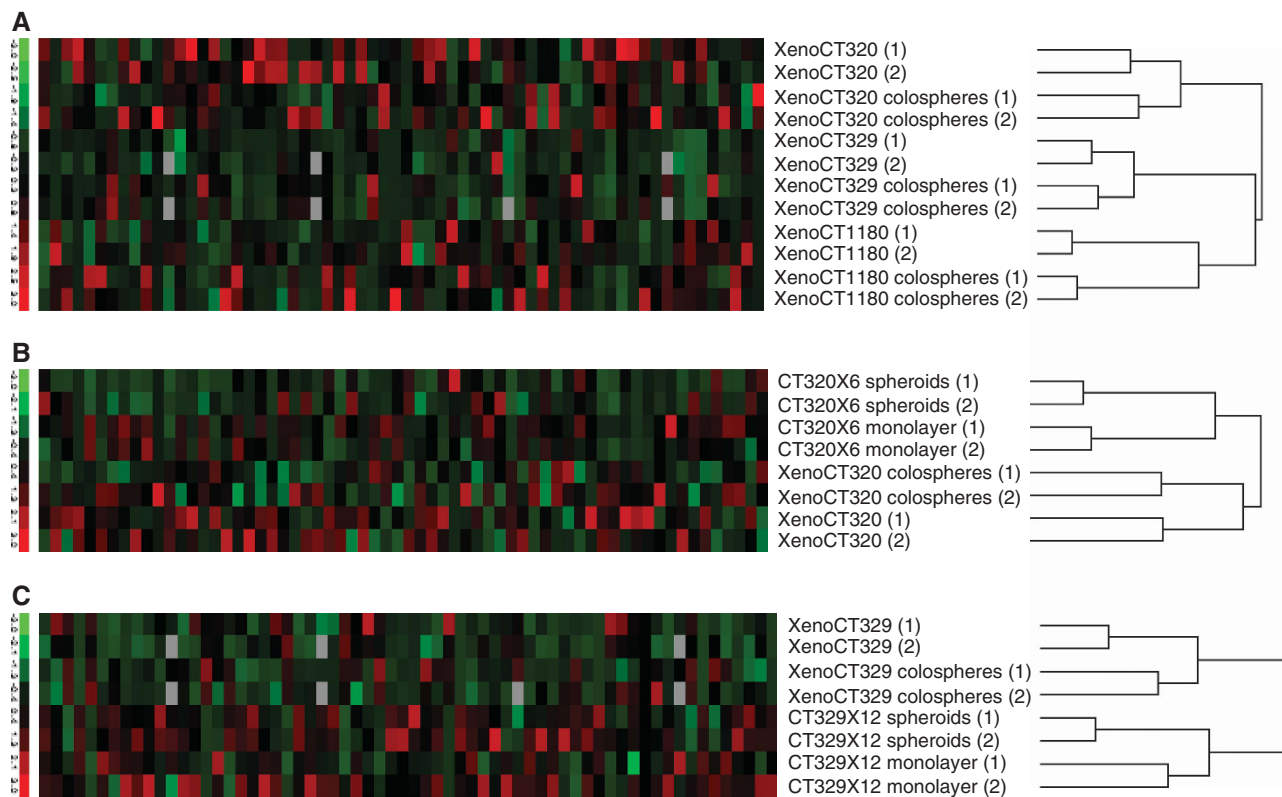 A
XenoCT320 (1)
XenoCT320 (2)
XenoCT320 colospheres (1)
XenoCT320 colospheres (2)
XenoCT329 (1)
XenoCT329 (2)
XenoCT329 colospheres (1)
XenoCT329 colospheres (2)
XenoCT1180 (1)
XenoCT1180 (2)
XenoCT1180 colospheres (1)
XenoCT1180 colospheres (2)
B
CT320X6 spheroids (1)
CT320X6 spheroids (2)
CT320X6 monolayer (1)
CT320X6 monolayer (2)
XenoCT320 colospheres (1)
XenoCT320 colospheres (2)
XenoCT320 (1)
XenoCT320 (2)
C
XenoCT329 (1)
XenoCT329 (2)
XenoCT329 colospheres (1)
XenoCT329 colospheres (2)
CT329X12 spheroids (1)
CT329X12 spheroids (2)
CT329X12 monolayer (1)
CT329X12 monolayer (2)